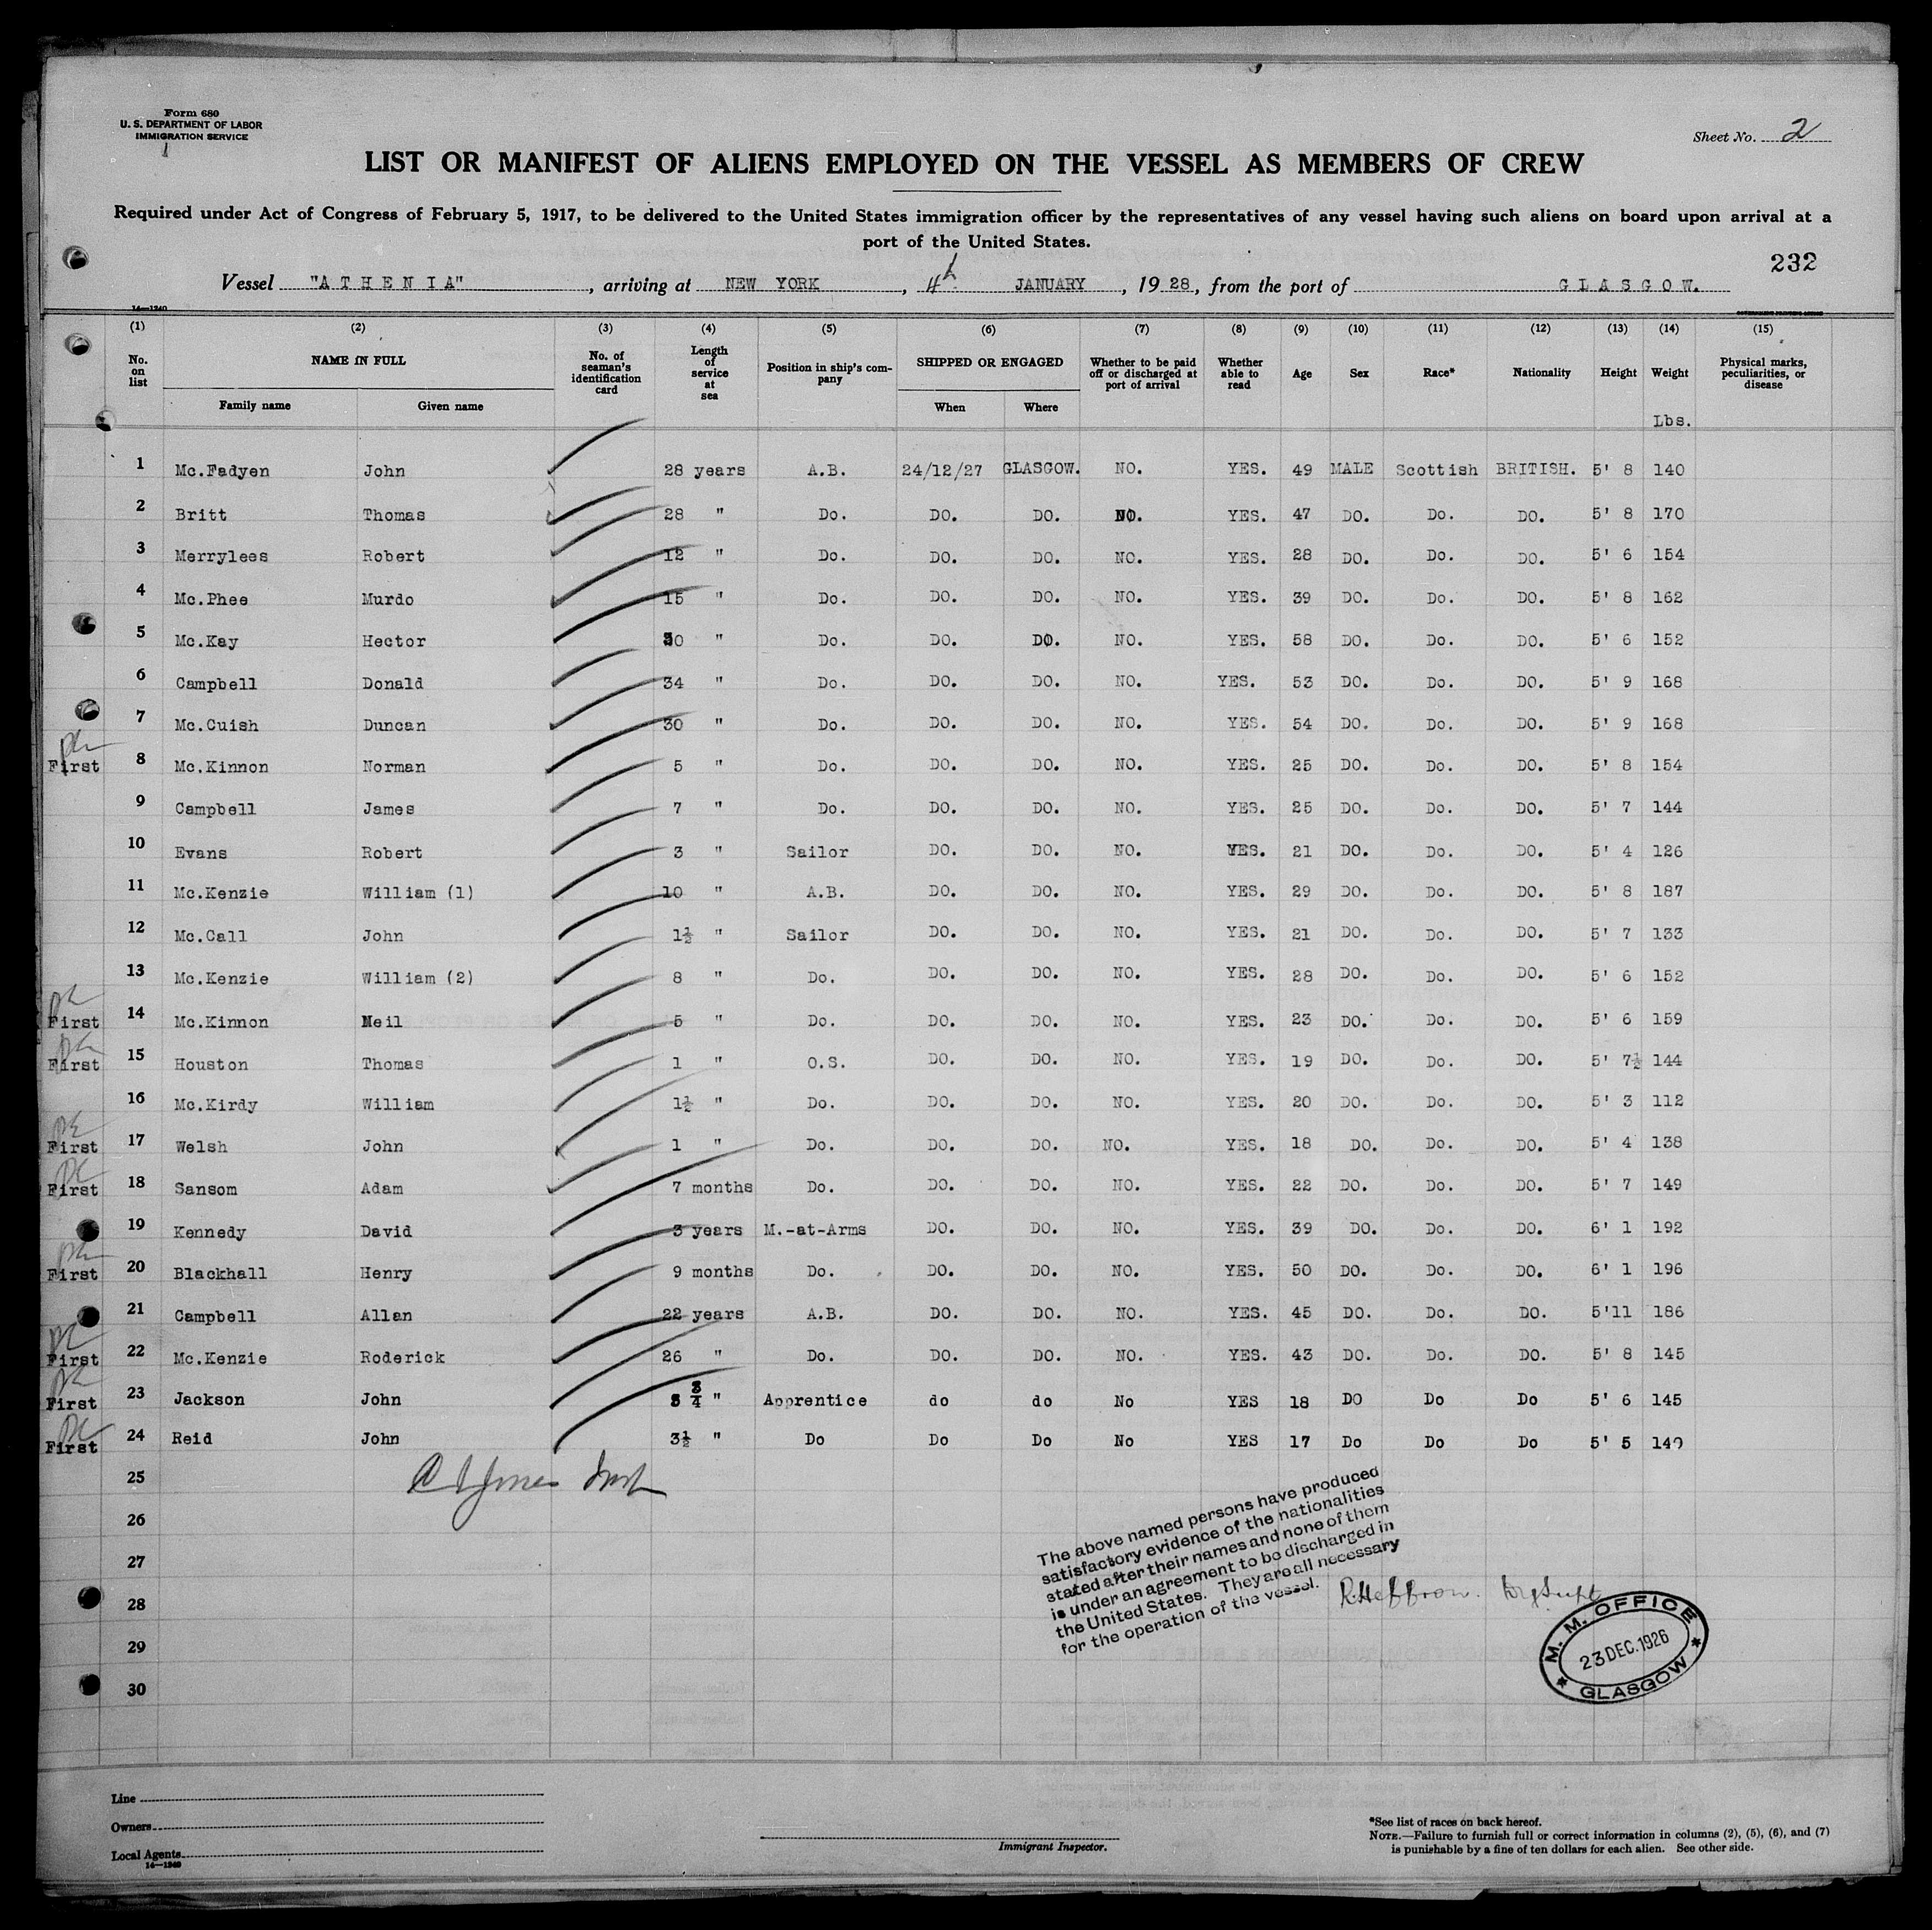 Form 680
U. S. DEPARTMENT OF LABOR
IMMIGRATION SERVICE
Sheet No. 2
LIST OR MANIFEST OF ALIENS EMPLOYED ON THE VESSEL AS MEMBERS OF CREW
Required under Act of Congress of February 5, 1917, to be delivered to the United States immigration officer by the representatives of any vessel having such aliens on board upon arrival at a
port of the United States.
232
Vessel "ATHENIA", arriving at NEW YORK, 4th JANUARY, 1928, from the port of GLASGOW.
14—1240
(1) (2) (3) (4) (5) (6) (7) (8) (9) (10) (11) (12) (13) (14) (15)
No. on list NAME IN FULL No. of seaman's identification card Length of service at sea Position in ship's company SHIPPED OR ENGAGED Whether to be paid off or discharged at port of arrival Whether able to read Age Sex Race* Nationality Height Weight Physical marks, peculiarities, or disease
Family name Given name When Where
Lbs.
1 Mc.Fadyen John 28 years A.B. 24/12/27 GLASGOW. NO. YES. 49 MALE Scottish BRITISH. 5' 8 140
2 Britt Thomas 28 " Do. DO. DO. NO. YES. 47 DO. Do. DO. 5' 8 170
3 Merrylees Robert 12 " Do. DO. DO. NO. YES. 28 DO. Do. DO. 5' 6 154
4 Mc.Phee Murdo 15 " Do. DO. DO. NO. YES. 39 DO. Do. DO. 5' 8 162
5 Mc.Kay Hector 30 " Do. DO. DO. NO. YES. 58 DO. Do. DO. 5' 6 152
6 Campbell Donald 34 " Do. DO. DO. NO. YES. 53 DO. Do. DO. 5' 9 168
7 Mc.Cuish Duncan 30 " Do. DO. DO. NO. YES. 54 DO. Do. DO. 5' 9 168
First 8 Mc.Kinnon Norman 5 " Do. DO. DO. NO. YES. 25 DO. Do. DO. 5' 8 154
9 Campbell James 7 " Do. DO. DO. NO. YES. 25 DO. Do. DO. 5' 7 144
10 Evans Robert 3 " Sailor DO. DO. NO. YES. 21 DO. Do. DO. 5' 4 126
11 Mc.Kenzie William (1) 10 " A.B. DO. DO. NO. YES. 29 DO. Do. DO. 5' 8 187
12 Mc.Call John 1½ " Sailor DO. DO. NO. YES. 21 DO. Do. DO. 5' 7 133
13 Mc.Kenzie William (2) 8 " Do. DO. DO. NO. YES. 28 DO. Do. DO. 5' 6 152
First 14 Mc.Kinnon Neil 5 " Do. DO. DO. NO. YES. 23 DO. Do. DO. 5' 6 159
First 15 Houston Thomas 1 " O.S. DO. DO. NO. YES. 19 DO. Do. DO. 5' 7½ 144
16 Mc.Kirdy William 1½ " Do. DO. DO. NO. YES. 20 DO. Do. DO. 5' 3 112
First 17 Welsh John 1 " Do. DO. DO. NO. YES. 18 DO. Do. DO. 5' 4 138
First 18 Sansom Adam 7 months Do. DO. DO. NO. YES. 22 DO. Do. DO. 5' 7 149
19 Kennedy David 3 years M.-at-Arms DO. DO. NO. YES. 39 DO. Do. DO. 6' 1 192
First 20 Blackhall Henry 9 months Do. DO. DO. NO. YES. 50 DO. Do. DO. 6' 1 196
21 Campbell Allan 22 years A.B. DO. DO. NO. YES. 45 DO. Do. DO. 5'11 186
First 22 Mc.Kenzie Roderick 26 " Do. DO. DO. NO. YES. 43 DO. Do. DO. 5' 8 145
First 23 Jackson John ¾ " Apprentice do do No YES 18 DO Do Do 5' 6 145
First 24 Reid John 3½ " Do Do Do No YES 17 Do Do Do 5' 5 140
25
26
27
28
29
30
The above named persons have produced
satisfactory evidence of the nationalities
stated after their names and none of them
is under an agreement to be discharged in
the United States. They are all necessary
for the operation of the vessel.
R. Heffron.
M. M. OFFICE
23 DEC. 1926
GLASGOW
Line
Owners
Local Agents
14—1240
Immigrant Inspector.
*See list of races on back hereof.
NOTE.—Failure to furnish full or correct information in columns (2), (5), (6), and (7)
is punishable by a fine of ten dollars for each alien. See other side.